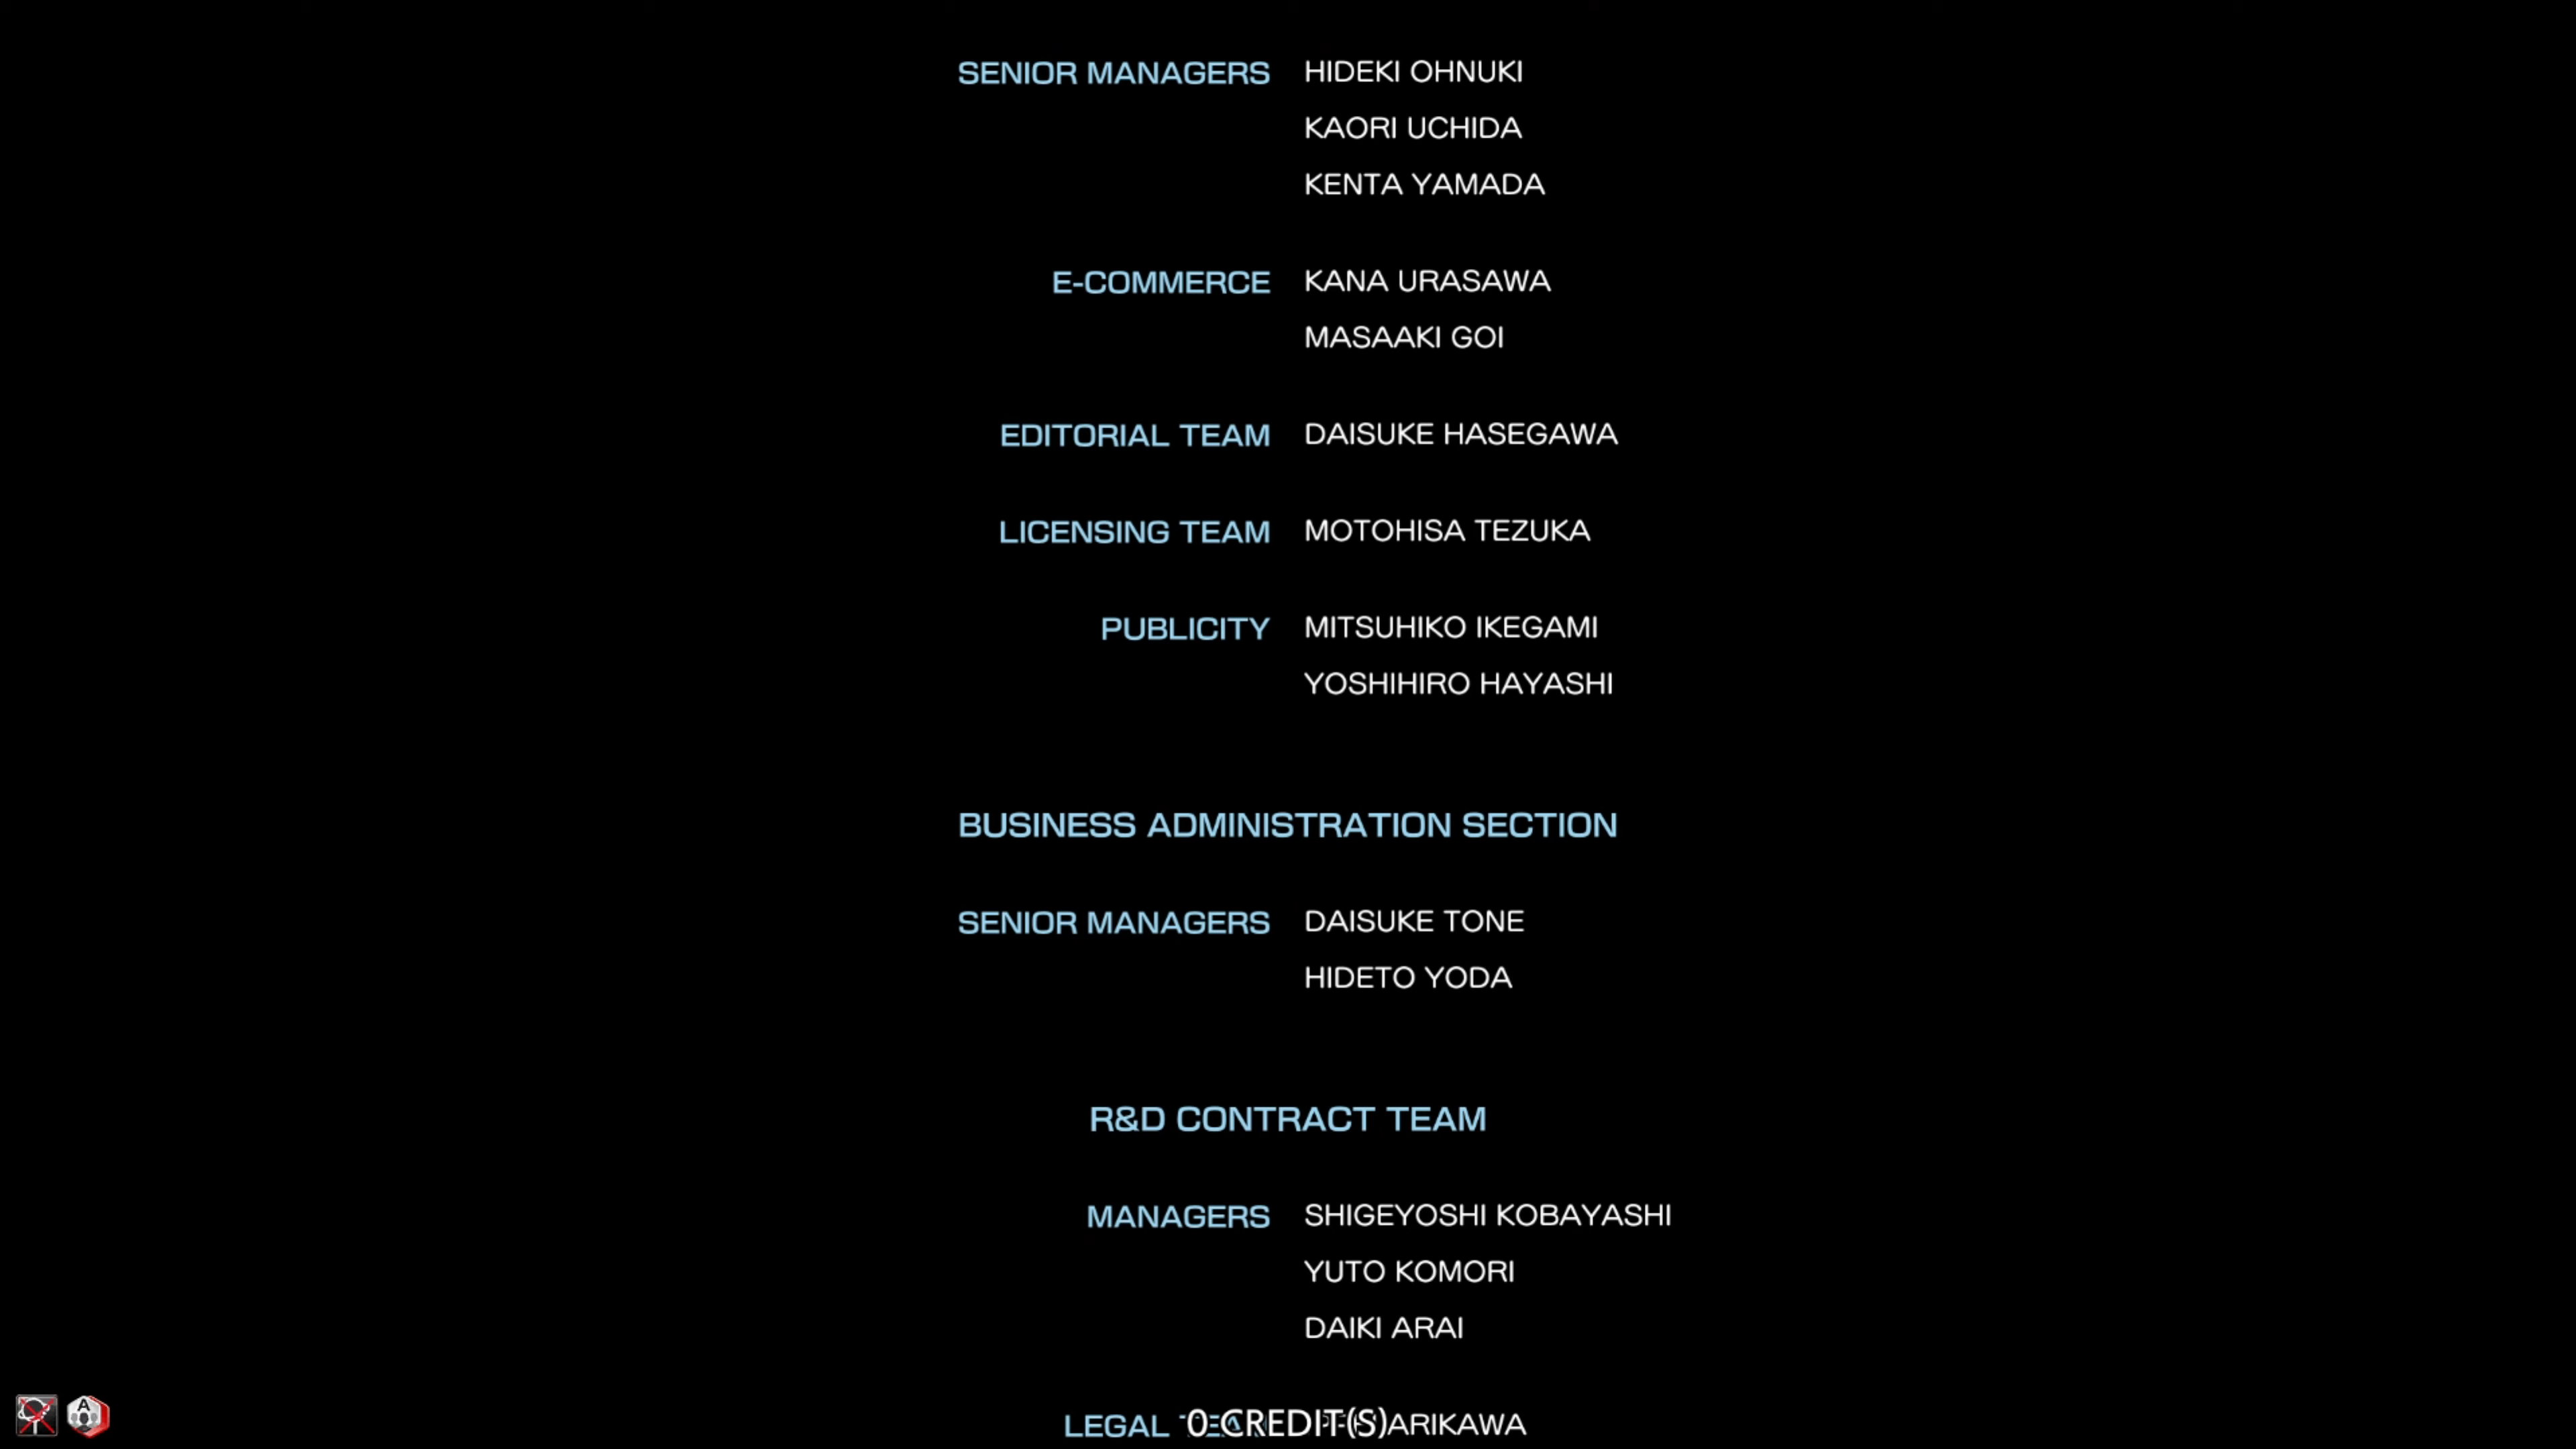 SENIOR MANAGERS HIDEKI OHNUKI
KAORI UCHIDA
KENTA YAMADA
E-COMMERCE KANA URASAWA
MASAAKI GOI
EDITORIAL TEAM DAISUKE HASEGAWA
LICENSING TEAM MOTOHISA TEZUKA
PUBLICITY MITSUHIKO IKEGAMI
YOSHIHIRO HAYASHI
BUSINESS ADMINISTRATION SECTION
SENIOR MANAGERS DAISUKE TONE
HIDETO YODA
R&D CONTRACT TEAM
MANAGERS SHIGEYOSHI KOBAYASHI
YUTO KOMORI
DAIKI ARAI
LEGAL ARIKAWA
0 CREDIT(S)
A